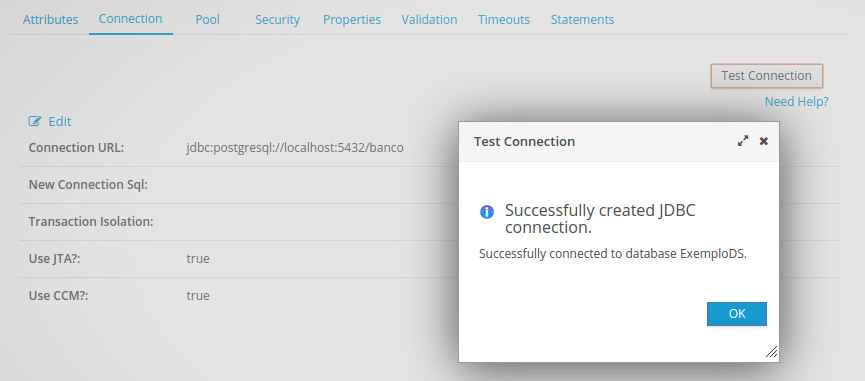 Attributes Connection Pool Security Properties Validation Timeouts Statements
Test Connection
Need Help?
Edit
Connection URL: jdbc:postgresql://localhost:5432/banco
New Connection Sql:
Transaction Isolation:
Use JTA?: true
Use CCM?: true
Test Connection
Successfully created JDBC
connection.
Successfully connected to database ExemploDS.
OK